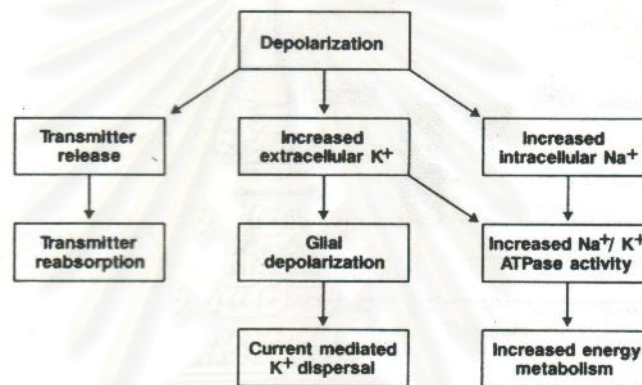 Depolarization
Transmitter
release
Increased
extracellular K+
Increased
intracellular Na+
Transmitter
reabsorption
Glial
depolarization
Increased Na+/ K+
ATPase activity
Current mediated
K+ dispersal
Increased energy
metabolism